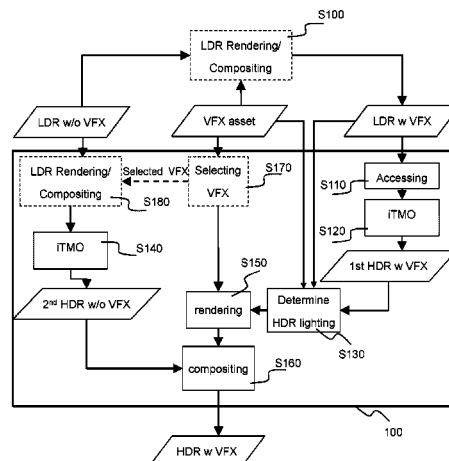 S100
LDR Rendering/
Compositing
LDR w/o VFX
VFX asset
LDR w VFX
LDR Rendering/
Compositing
S180
Selected VFX
Selecting
VFX
S170
Accessing
S110
iTMO
S120
iTMO
S140
1st HDR w VFX
S150
2nd HDR w/o VFX
rendering
Determine
HDR lighting
S130
compositing
S160
100
HDR w VFX